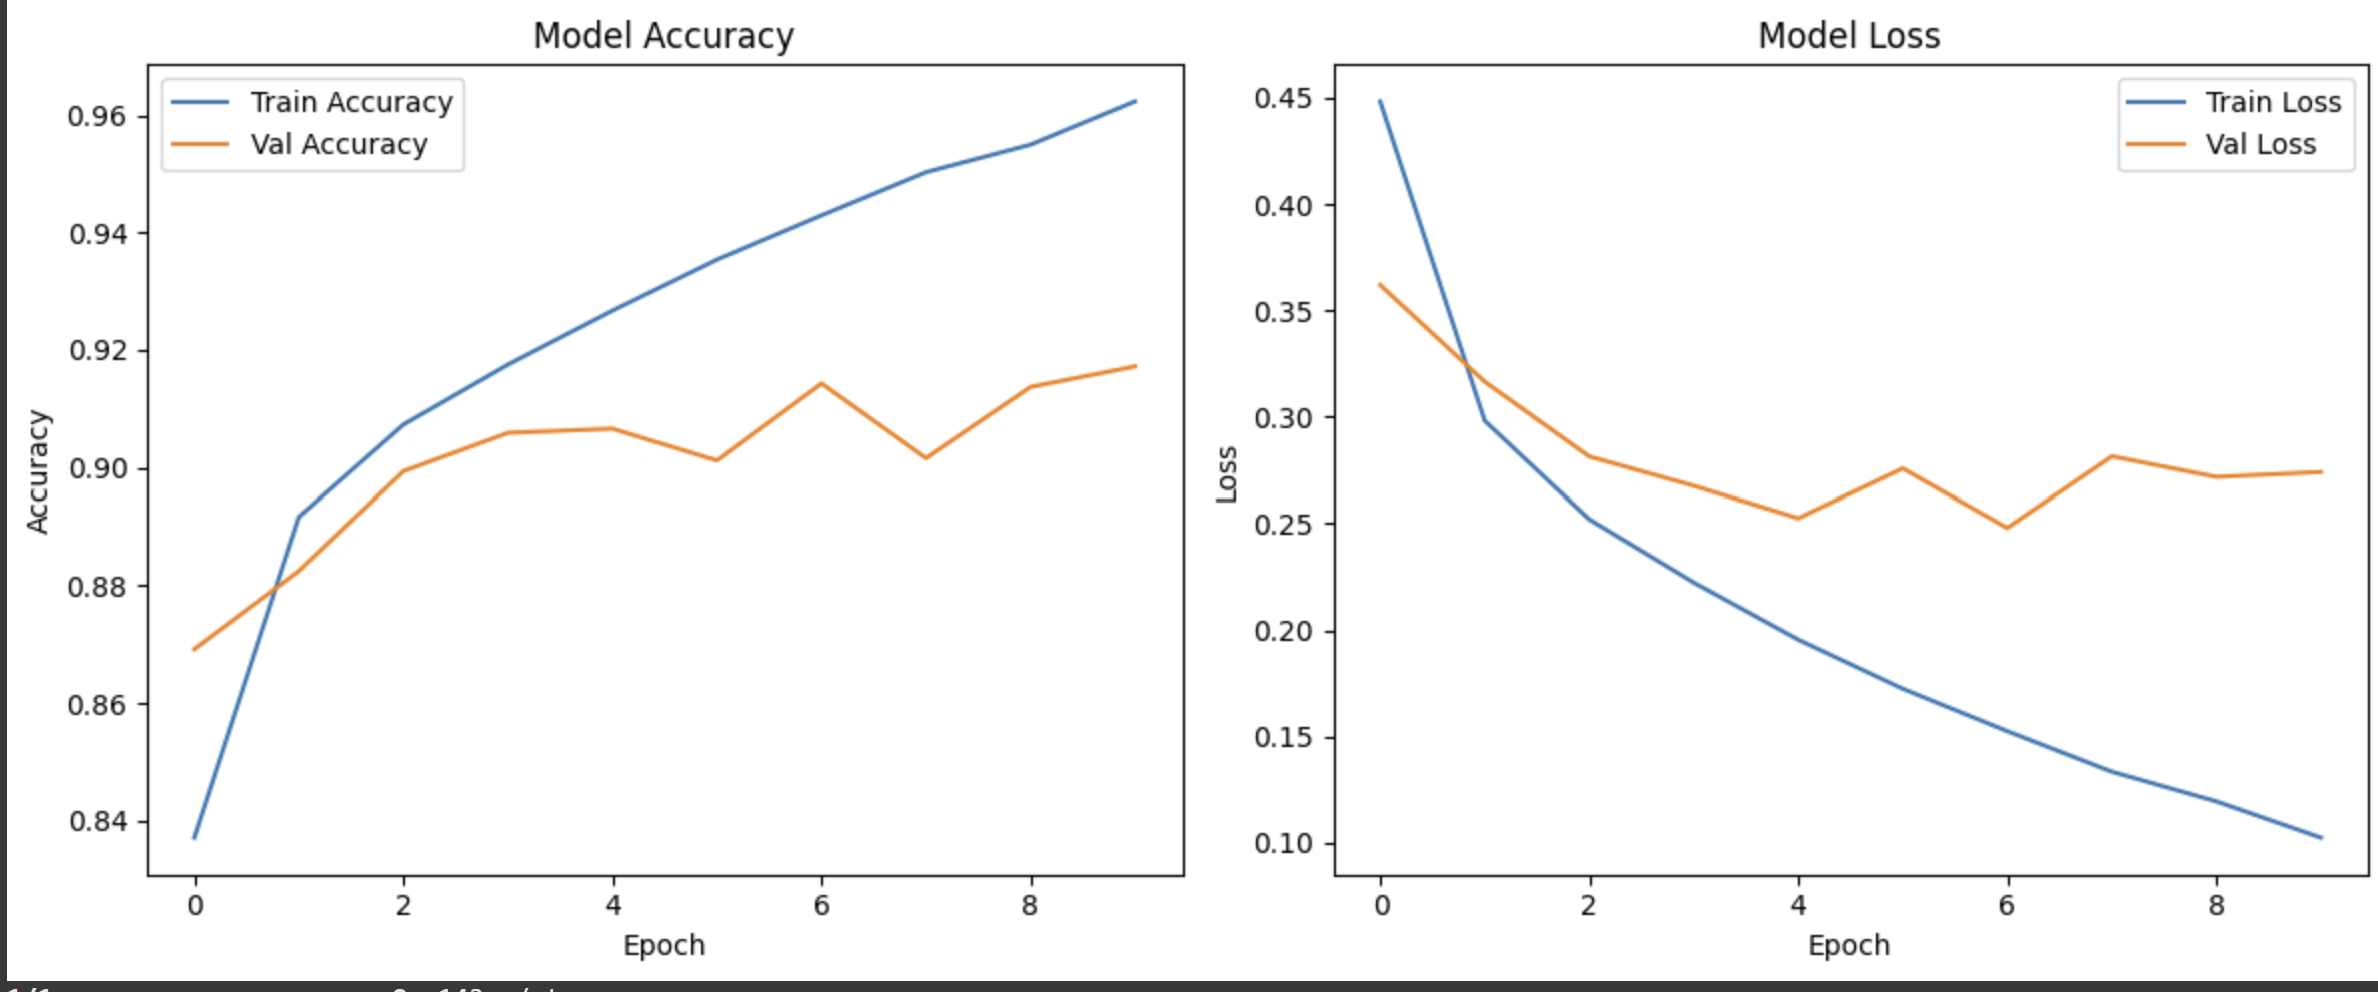 Model Accuracy
Train Accuracy
Val Accuracy
0.96
0.94
0.92
0.90
0.88
0.86
0.84
Accuracy
0 2 4 6 8
Epoch
Model Loss
Train Loss
Val Loss
0.45
0.40
0.35
0.30
0.25
0.20
0.15
0.10
Loss
0 2 4 6 8
Epoch